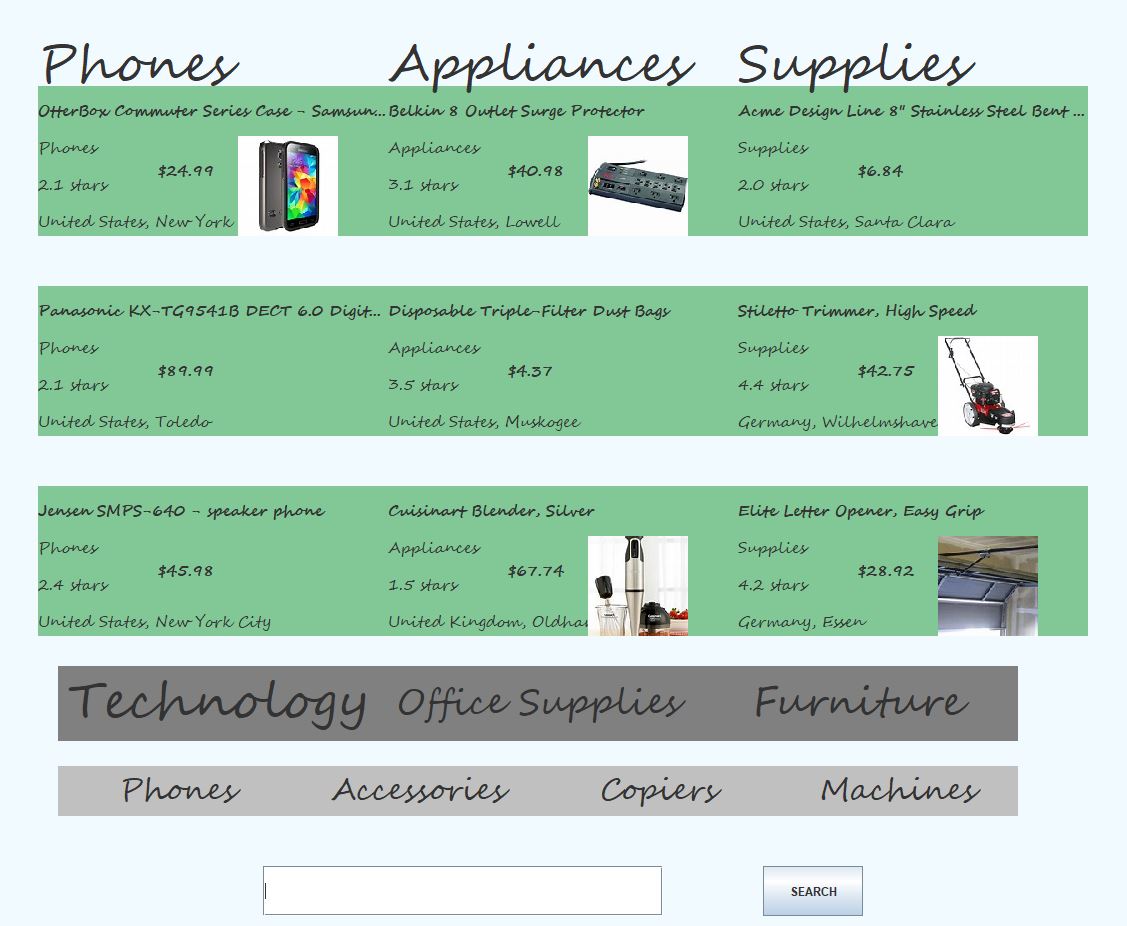 Phones Appliances Supplies
OtterBox Commuter Series Case - Samsun...
Phones
$24.99
2.1 stars
United States, New York
Belkin 8 Outlet Surge Protector
Appliances
$40.98
3.1 stars
United States, Lowell
Acme Design Line 8" Stainless Steel Bent ...
Supplies
$6.84
2.0 stars
United States, Santa Clara
Panasonic KX-TG9541B DECT 6.0 Digit...
Phones
$89.99
2.1 stars
United States, Toledo
Disposable Triple-Filter Dust Bags
Appliances
$4.37
3.5 stars
United States, Muskogee
Stiletto Trimmer, High Speed
Supplies
$42.75
4.4 stars
Germany, Wilhelmshave
Jensen SMPS-640 - speaker phone
Phones
$45.98
2.4 stars
United States, New York City
Cuisinart Blender, Silver
Appliances
$67.74
1.5 stars
United Kingdom, Oldha
Elite Letter Opener, Easy Grip
Supplies
$28.92
4.2 stars
Germany, Essen
Technology Office Supplies Furniture
Phones Accessories Copiers Machines
SEARCH